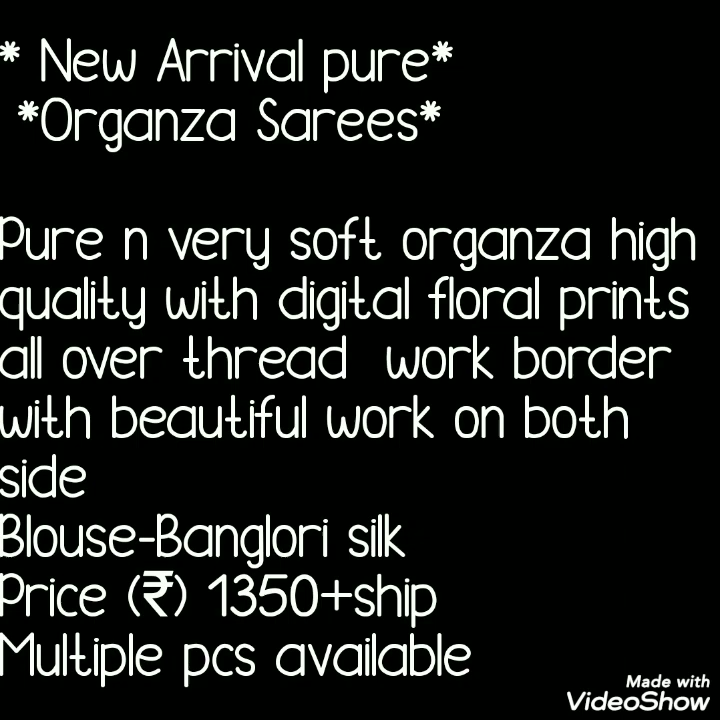 * New Arrival pure*
*Organza Sarees*
Pure n very soft organza high
quality with digital floral prints
all over thread  work border
with beautiful work on both
side
Blouse-Banglori silk
Price (₹) 1350+ship
Multiple pcs available
Made with
VideoShow